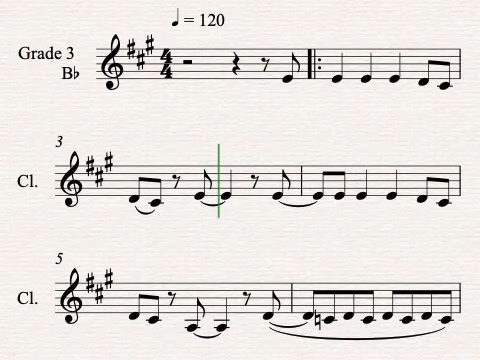 ♩ = 120
Grade 3
B♭
3
Cl.
5
Cl.